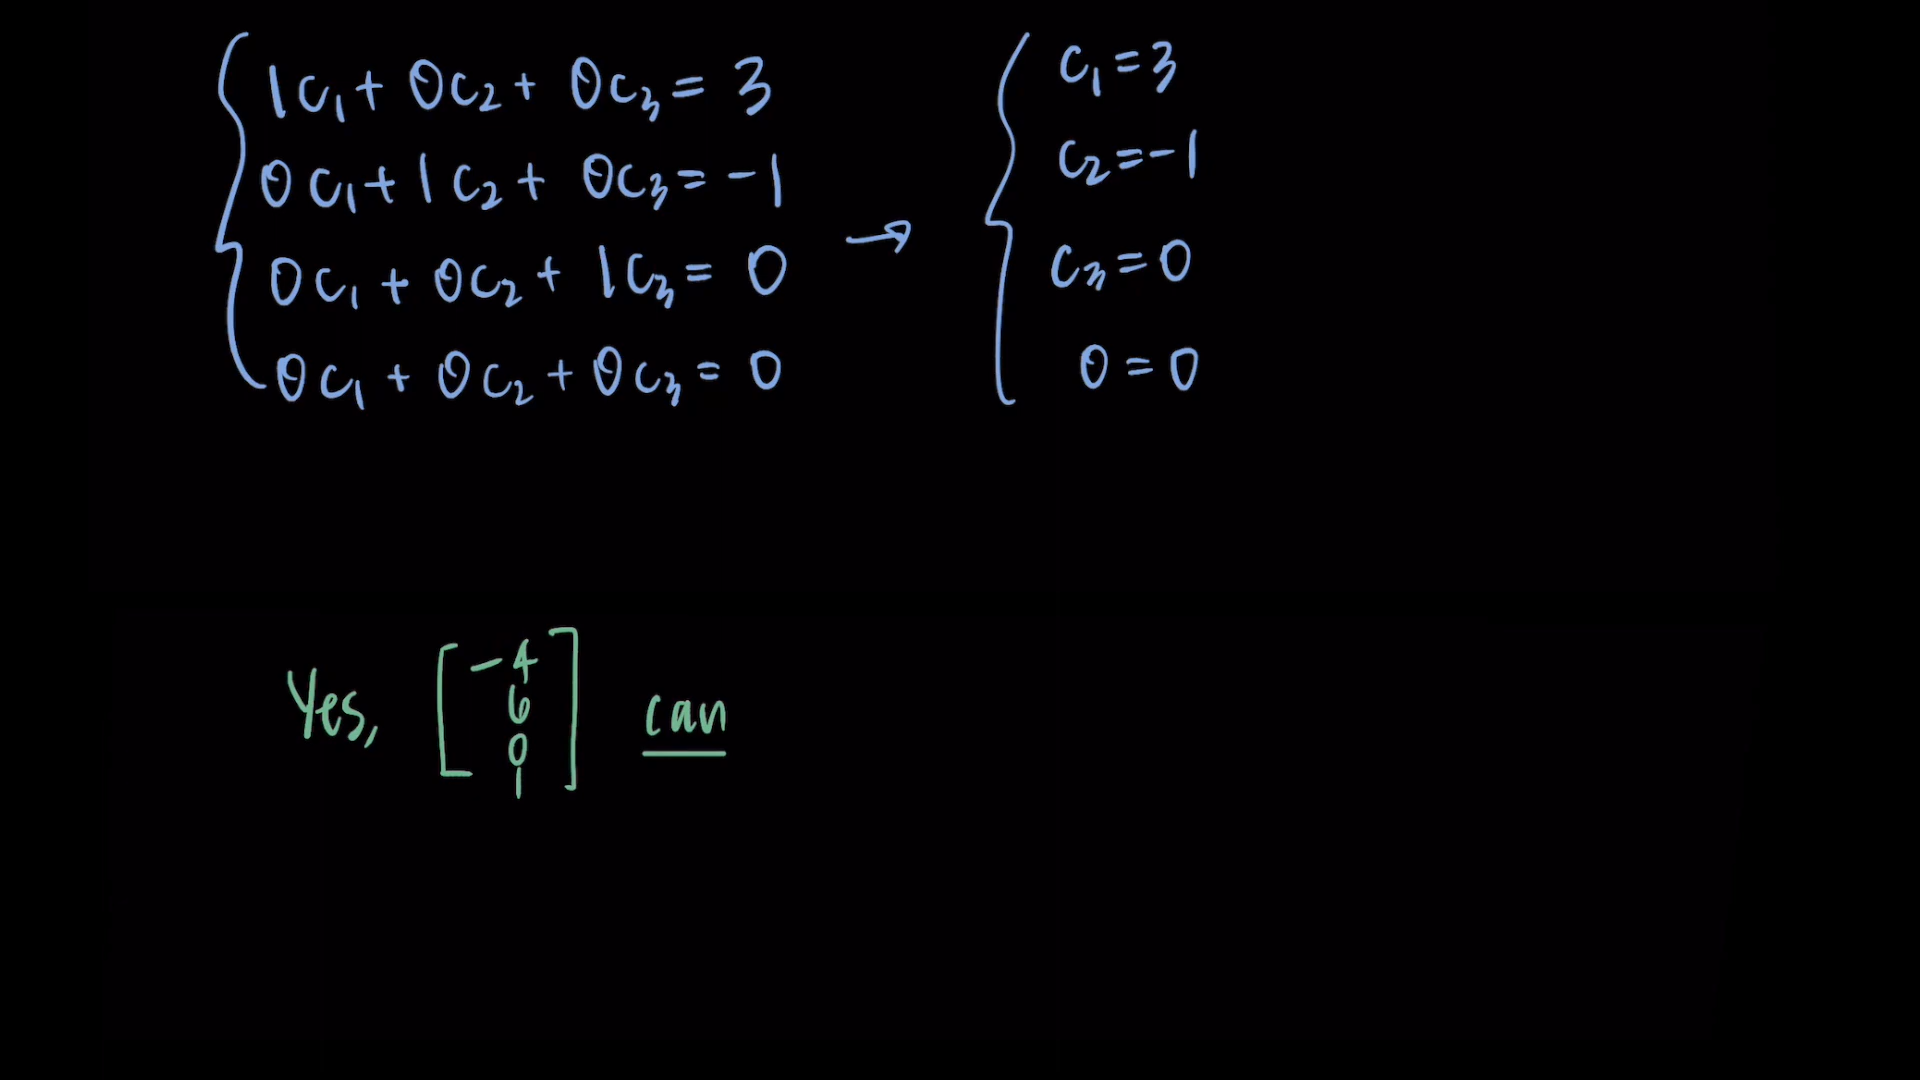 1c₁ + 0c₂ + 0c₃ = 3
0c₁ + 1c₂ + 0c₃ = -1
0c₁ + 0c₂ + 1c₃ = 0
0c₁ + 0c₂ + 0c₃ = 0
→
c₁ = 3
c₂ = -1
c₃ = 0
0 = 0
Yes, [-4 6 0 1] can